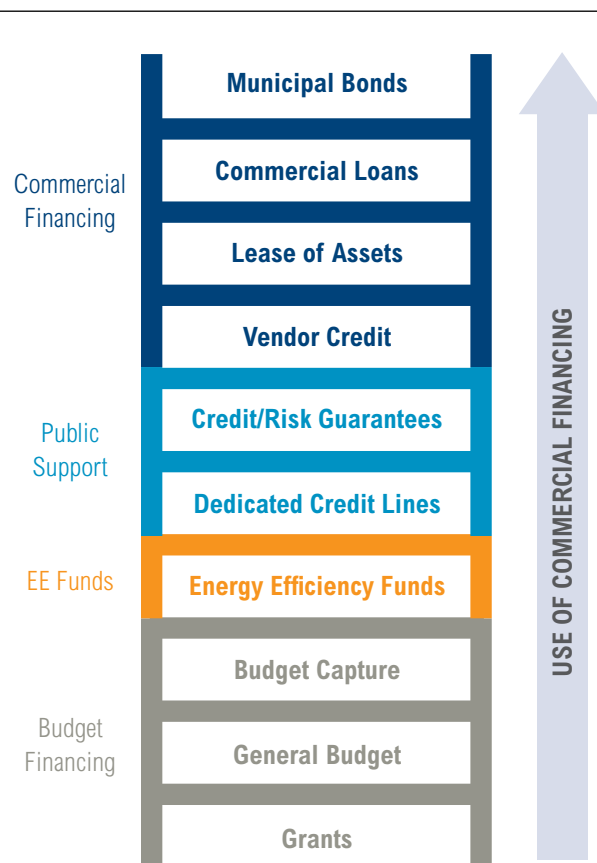 Municipal Bonds
Commercial Loans
Commercial
Financing
Lease of Assets
Vendor Credit
Credit/Risk Guarantees
Public
Support
Dedicated Credit Lines
EE Funds
Energy Efficiency Funds
Budget Capture
Budget
Financing
General Budget
Grants
USE OF COMMERCIAL FINANCING